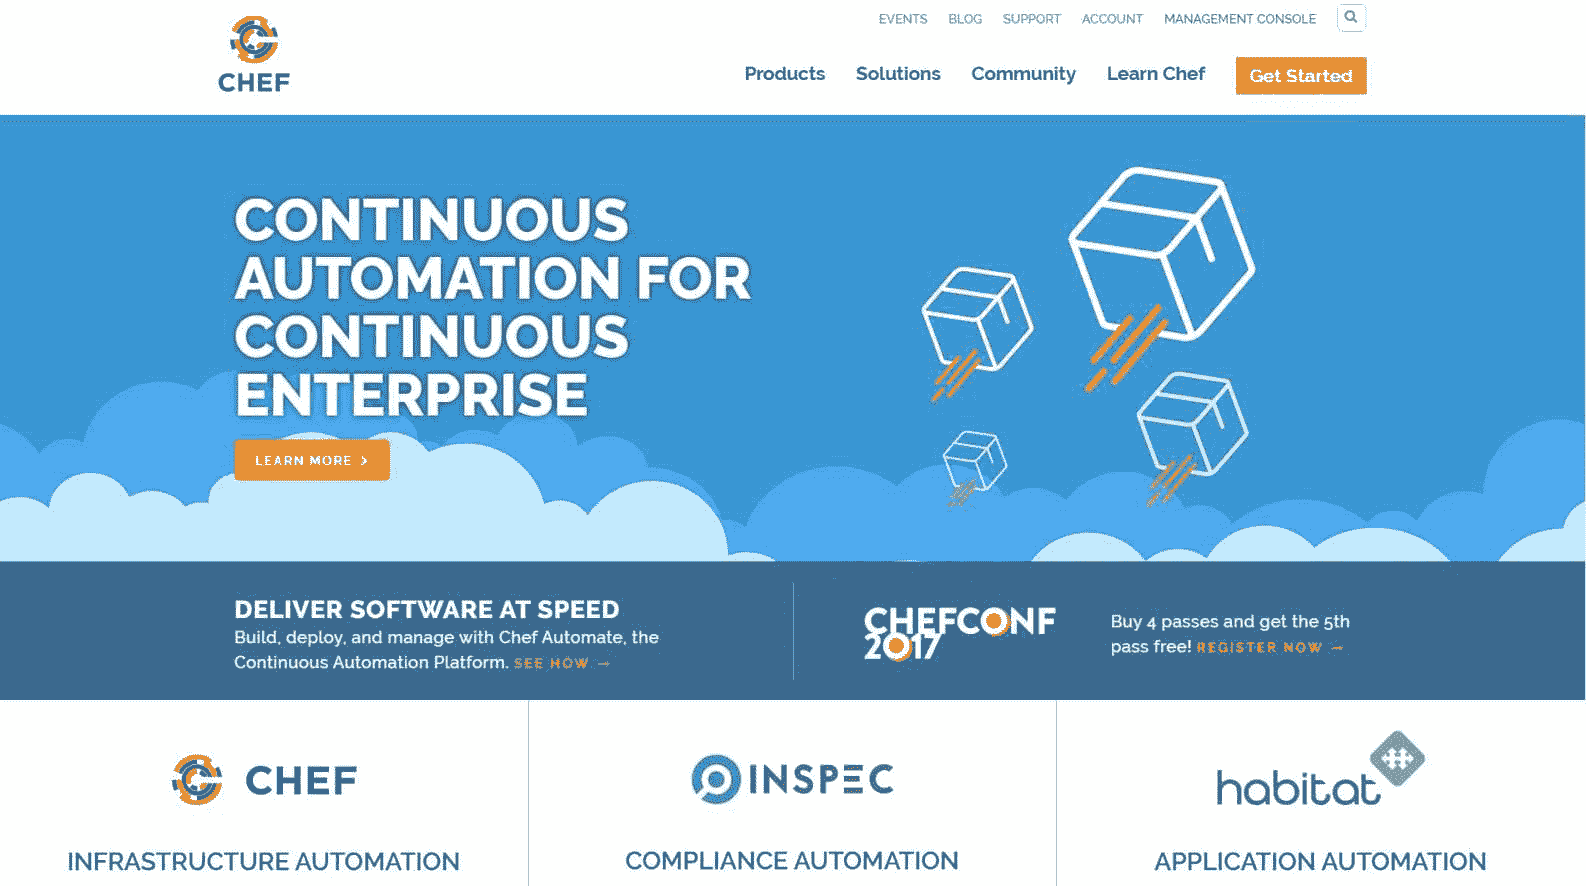 EVENTS BLOG SUPPORT ACCOUNT MANAGEMENT CONSOLE
CHEF
Products Solutions Community Learn Chef Get Started
CONTINUOUS
AUTOMATION FOR
CONTINUOUS
ENTERPRISE
LEARN MORE >
DELIVER SOFTWARE AT SPEED
Build, deploy, and manage with Chef Automate, the
Continuous Automation Platform. SEE HOW →
CHEFCONF
2017
Buy 4 passes and get the 5th
pass free! REGISTER NOW →
CHEF
INFRASTRUCTURE AUTOMATION
INSPEC
COMPLIANCE AUTOMATION
habitat
APPLICATION AUTOMATION